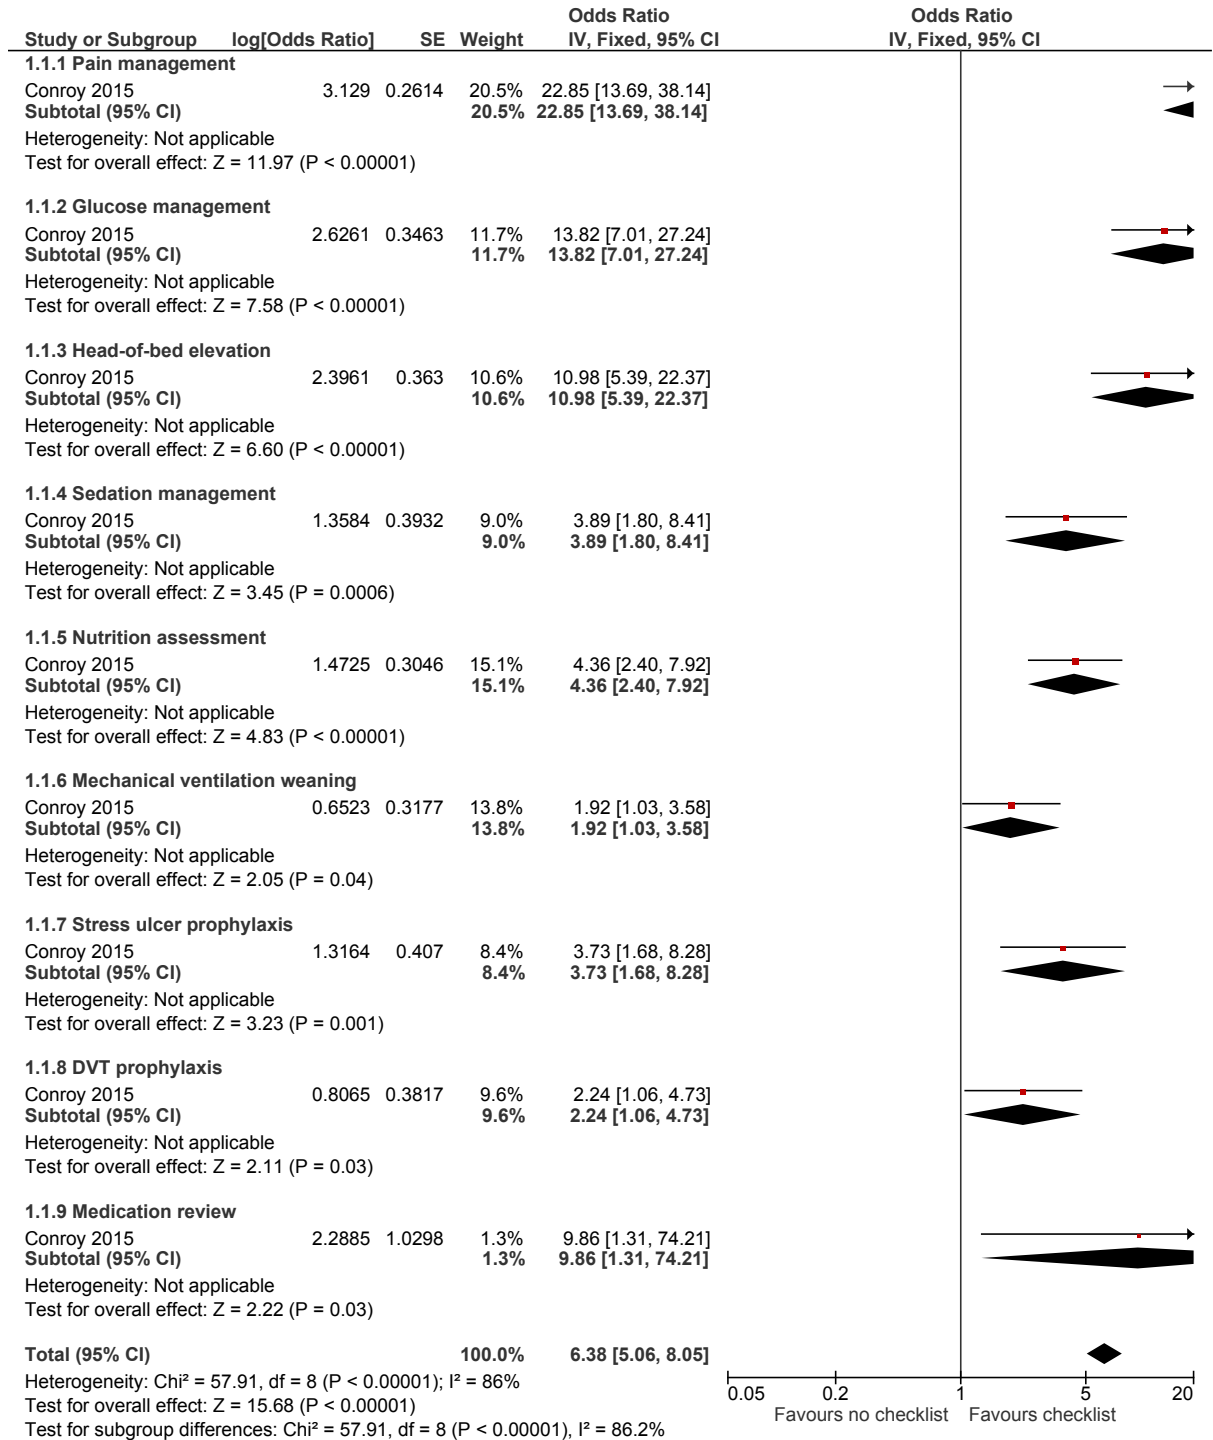 Odds Ratio Odds Ratio
Study or Subgroup log[Odds Ratio] SE Weight IV, Fixed, 95% CI IV, Fixed, 95% CI
1.1.1 Pain management
Conroy 2015 3.129 0.2614 20.5% 22.85 [13.69, 38.14]
Subtotal (95% CI) 20.5% 22.85 [13.69, 38.14]
Heterogeneity: Not applicable
Test for overall effect: Z = 11.97 (P < 0.00001)
1.1.2 Glucose management
Conroy 2015 2.6261 0.3463 11.7% 13.82 [7.01, 27.24]
Subtotal (95% CI) 11.7% 13.82 [7.01, 27.24]
Heterogeneity: Not applicable
Test for overall effect: Z = 7.58 (P < 0.00001)
1.1.3 Head-of-bed elevation
Conroy 2015 2.3961 0.363 10.6% 10.98 [5.39, 22.37]
Subtotal (95% CI) 10.6% 10.98 [5.39, 22.37]
Heterogeneity: Not applicable
Test for overall effect: Z = 6.60 (P < 0.00001)
1.1.4 Sedation management
Conroy 2015 1.3584 0.3932 9.0% 3.89 [1.80, 8.41]
Subtotal (95% CI) 9.0% 3.89 [1.80, 8.41]
Heterogeneity: Not applicable
Test for overall effect: Z = 3.45 (P = 0.0006)
1.1.5 Nutrition assessment
Conroy 2015 1.4725 0.3046 15.1% 4.36 [2.40, 7.92]
Subtotal (95% CI) 15.1% 4.36 [2.40, 7.92]
Heterogeneity: Not applicable
Test for overall effect: Z = 4.83 (P < 0.00001)
1.1.6 Mechanical ventilation weaning
Conroy 2015 0.6523 0.3177 13.8% 1.92 [1.03, 3.58]
Subtotal (95% CI) 13.8% 1.92 [1.03, 3.58]
Heterogeneity: Not applicable
Test for overall effect: Z = 2.05 (P = 0.04)
1.1.7 Stress ulcer prophylaxis
Conroy 2015 1.3164 0.407 8.4% 3.73 [1.68, 8.28]
Subtotal (95% CI) 8.4% 3.73 [1.68, 8.28]
Heterogeneity: Not applicable
Test for overall effect: Z = 3.23 (P = 0.001)
1.1.8 DVT prophylaxis
Conroy 2015 0.8065 0.3817 9.6% 2.24 [1.06, 4.73]
Subtotal (95% CI) 9.6% 2.24 [1.06, 4.73]
Heterogeneity: Not applicable
Test for overall effect: Z = 2.11 (P = 0.03)
1.1.9 Medication review
Conroy 2015 2.2885 1.0298 1.3% 9.86 [1.31, 74.21]
Subtotal (95% CI) 1.3% 9.86 [1.31, 74.21]
Heterogeneity: Not applicable
Test for overall effect: Z = 2.22 (P = 0.03)
Total (95% CI) 100.0% 6.38 [5.06, 8.05]
Heterogeneity: Chi² = 57.91, df = 8 (P < 0.00001); I² = 86%
Test for overall effect: Z = 15.68 (P < 0.00001)
Test for subgroup differences: Chi² = 57.91, df = 8 (P < 0.00001), I² = 86.2%
0.05 0.2 1 5 20
Favours no checklist Favours checklist